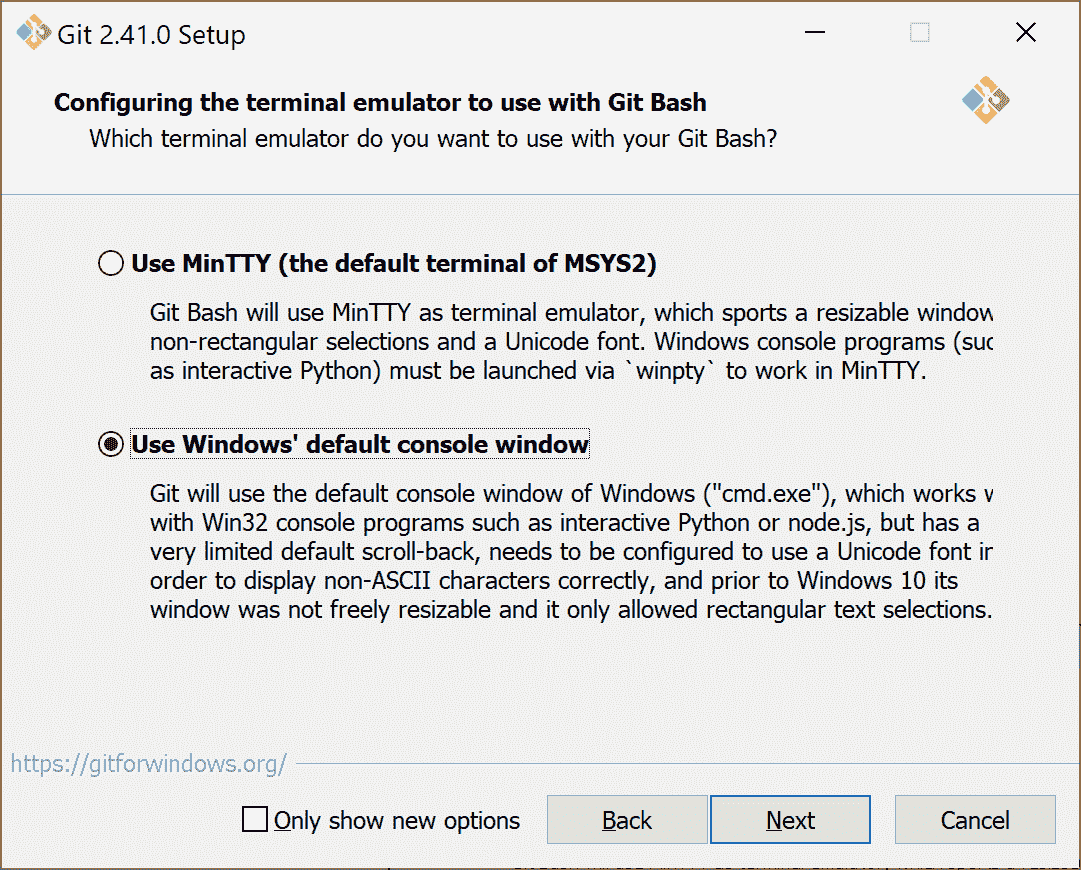 Git 2.41.0 Setup
Configuring the terminal emulator to use with Git Bash
Which terminal emulator do you want to use with your Git Bash?
Use MinTTY (the default terminal of MSYS2)
Git Bash will use MinTTY as terminal emulator, which sports a resizable window
non-rectangular selections and a Unicode font. Windows console programs (suc
as interactive Python) must be launched via `winpty` to work in MinTTY.
Use Windows' default console window
Git will use the default console window of Windows ("cmd.exe"), which works w
with Win32 console programs such as interactive Python or node.js, but has a
very limited default scroll-back, needs to be configured to use a Unicode font in
order to display non-ASCII characters correctly, and prior to Windows 10 its
window was not freely resizable and it only allowed rectangular text selections.
https://gitforwindows.org/
Only show new options
Back
Next
Cancel